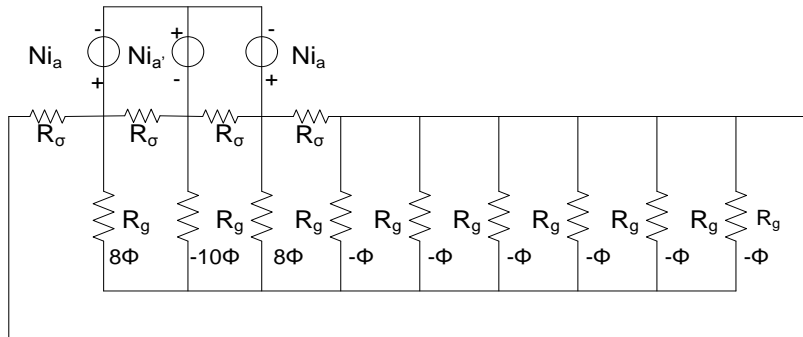 - + -
Ni_a Ni_a' Ni_a
+ - +
R_σ R_σ R_σ R_σ
R_g R_g R_g R_g R_g R_g R_g R_g R_g
8Φ -10Φ 8Φ -Φ -Φ -Φ -Φ -Φ -Φ